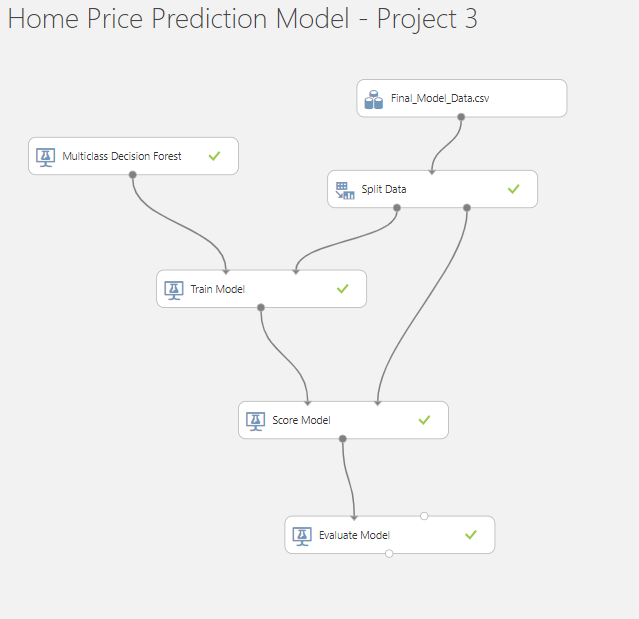 Home Price Prediction Model - Project 3
Final_Model_Data.csv
Multiclass Decision Forest
Split Data
Train Model
Score Model
Evaluate Model